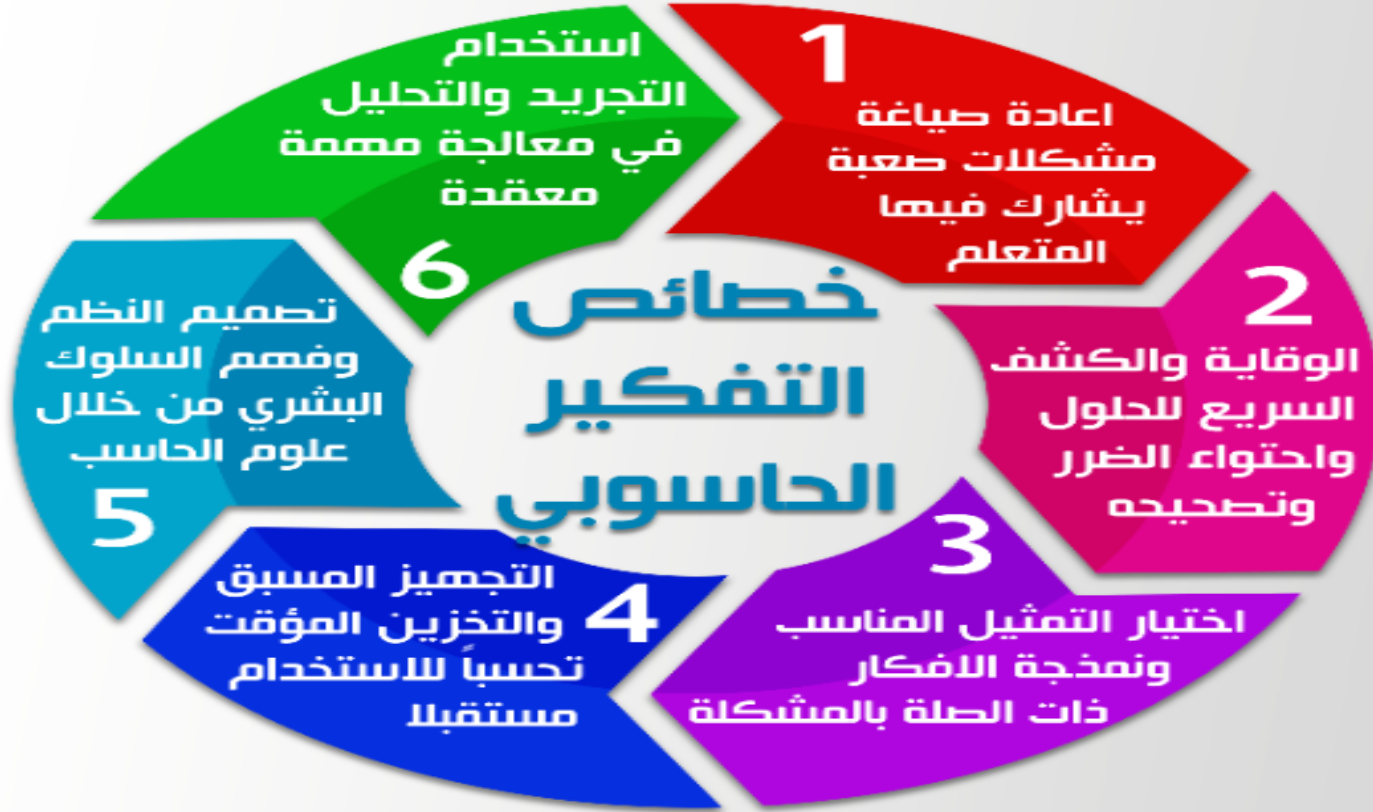 خصائص
التفكير
الحاسوبي
1
اعادة صياغة
مشكلات صعبة
يشارك فيها
المتعلم
2
الوقاية والكشف
السريع للحلول
واحتواء الضرر
وتصحيحه
3
اختيار التمثيل المناسب
ونمذجة الافكار
ذات الصلة بالمشكلة
4
التجهيز المسبق
والتخزين المؤقت
تحسباً للاستخدام
مستقبلا
5
تصميم النظم
وفهم السلوك
البشري من خلال
علوم الحاسب
6
استخدام
التجريد والتحليل
في معالجة مهمة
معقدة